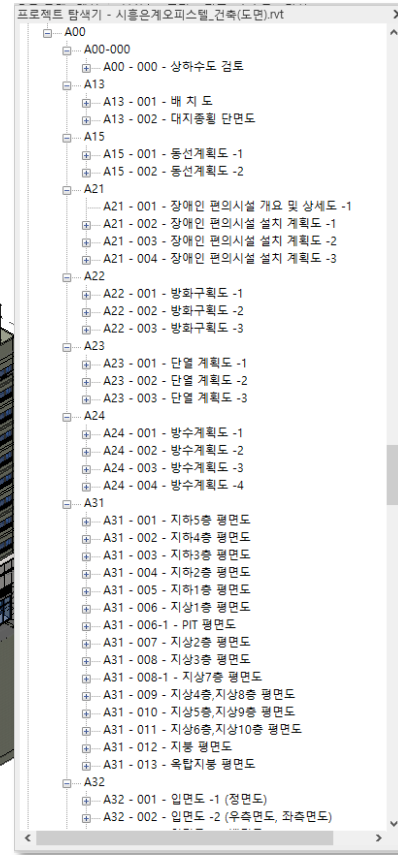 프로젝트 탐색기 - 시흥은계오피스텔_건축(도면).rvt
A00
A00-000
A00 - 000 - 상하수도 검토
A13
A13 - 001 - 배 치 도
A13 - 002 - 대지종횡 단면도
A15
A15 - 001 - 동선계획도 -1
A15 - 002 - 동선계획도 -2
A21
A21 - 001 - 장애인 편의시설 개요 및 상세도 -1
A21 - 002 - 장애인 편의시설 설치 계획도 -1
A21 - 003 - 장애인 편의시설 설치 계획도 -2
A21 - 004 - 장애인 편의시설 설치 계획도 -3
A22
A22 - 001 - 방화구획도 -1
A22 - 002 - 방화구획도 -2
A22 - 003 - 방화구획도 -3
A23
A23 - 001 - 단열 계획도 -1
A23 - 002 - 단열 계획도 -2
A23 - 003 - 단열 계획도 -3
A24
A24 - 001 - 방수계획도 -1
A24 - 002 - 방수계획도 -2
A24 - 003 - 방수계획도 -3
A24 - 004 - 방수계획도 -4
A31
A31 - 001 - 지하5층 평면도
A31 - 002 - 지하4층 평면도
A31 - 003 - 지하3층 평면도
A31 - 004 - 지하2층 평면도
A31 - 005 - 지하1층 평면도
A31 - 006 - 지상1층 평면도
A31 - 006-1 - PIT 평면도
A31 - 007 - 지상2층 평면도
A31 - 008 - 지상3층 평면도
A31 - 008-1 - 지상7층 평면도
A31 - 009 - 지상4층,지상8층 평면도
A31 - 010 - 지상5층,지상9층 평면도
A31 - 011 - 지상6층,지상10층 평면도
A31 - 012 - 지붕 평면도
A31 - 013 - 옥탑지붕 평면도
A32
A32 - 001 - 입면도 -1 (정면도)
A32 - 002 - 입면도 -2 (우측면도, 좌측면도)